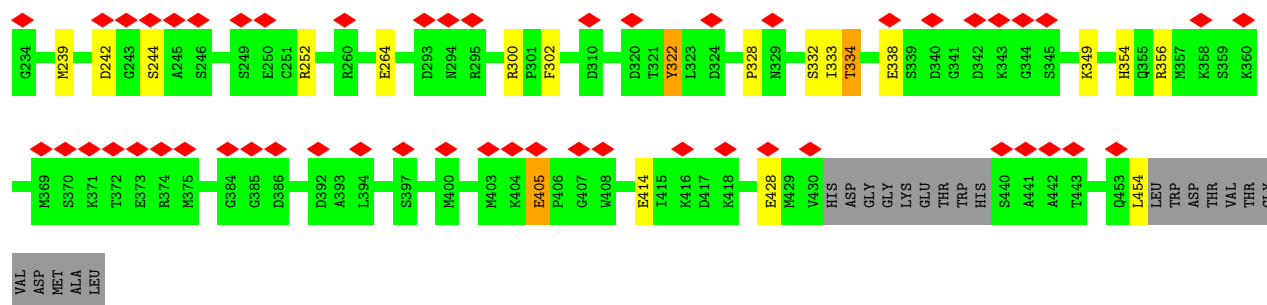 G234 M239 D242 G243 S244 A245 S246 S249 E250 C251 R252 R260 E264 D293 N294 R295 R300 P301 F302 D310 D320 T321 Y322 L323 D324 P328 N329 S332 I333 T334 E338 S339 D340 G341 D342 K343 G344 S345 K349 H354 Q355 R356 M357 K358 S359 K360
M369 S370 K371 T372 E373 R374 M375 G384 G385 D386 D392 A393 L394 S397 M400 M403 K404 E405 P406 G407 W408 E414 I415 K416 D417 K418 E428 M429 V430 HIS ASP GLY GLY LYS GLU THR TRP HIS S440 A441 A442 T443 Q453 L454 LEU TRP ASP THR VAL THR GLY
VAL ASP MET ALA LEU